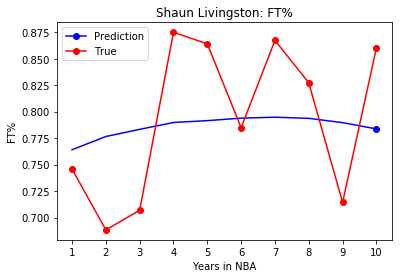 Shaun Livingston: FT%
Prediction
True
FT%
0.875
0.850
0.825
0.800
0.775
0.750
0.725
0.700
1 2 3 4 5 6 7 8 9 10
Years in NBA